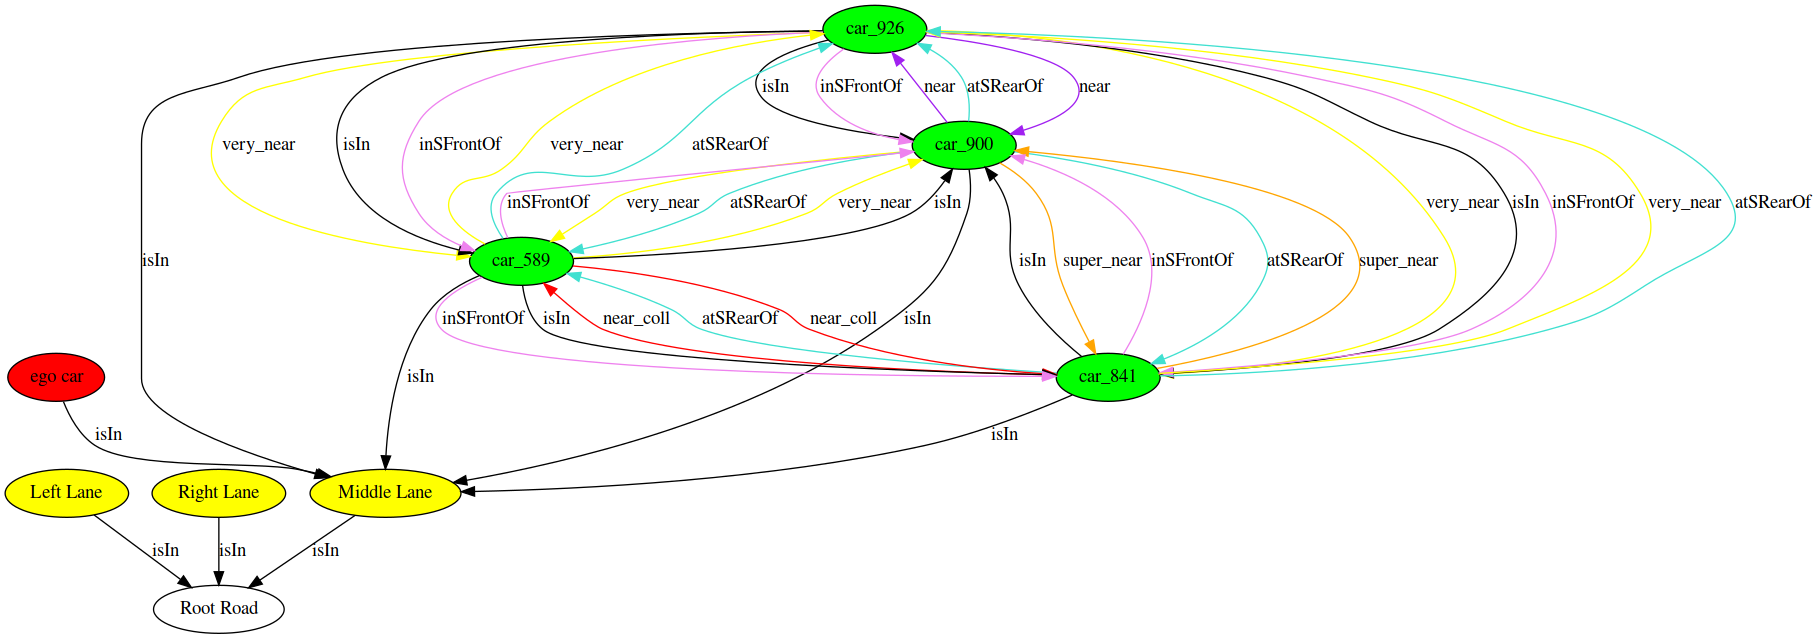 car_926
isIn inSFrontOf near atSRearOf near
very_near isIn inSFrontOf very_near atSRearOf car_900
inSFrontOf very_near atSRearOf very_near isIn very_near isIn inSFrontOf very_near atSRearOf
isIn car_589 isIn super_near inSFrontOf atSRearOf super_near
inSFrontOf isIn near_coll atSRearOf near_coll isIn
ego car isIn car_841
isIn isIn
Left Lane Right Lane Middle Lane
isIn isIn isIn
Root Road